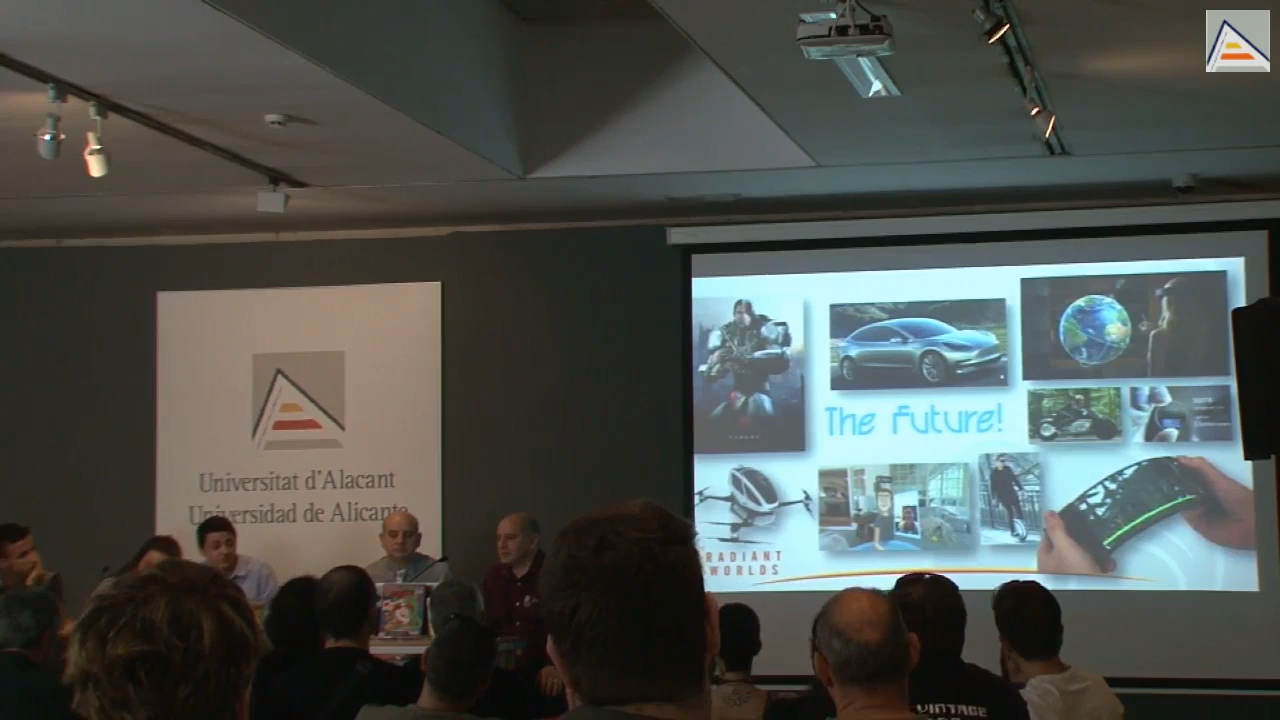 Universitat d'Alacant
Universidad de Alicante
The Future!
RADIANT
WORLDS
VINTAGE